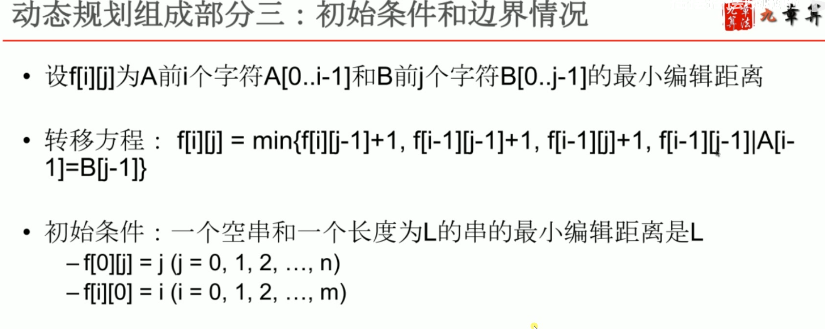 动态规划组成部分三：初始条件和边界情况
九章算
• 设f[i][j]为A前i个字符A[0..i-1]和B前j个字符B[0..j-1]的最小编辑距离
• 转移方程： f[i][j] = min{f[i][j-1]+1, f[i-1][j-1]+1, f[i-1][j]+1, f[i-1][j-1]|A[i-
1]=B[j-1]}
• 初始条件：一个空串和一个长度为L的串的最小编辑距离是L
– f[0][j] = j (j = 0, 1, 2, …, n)
– f[i][0] = i (i = 0, 1, 2, …, m)